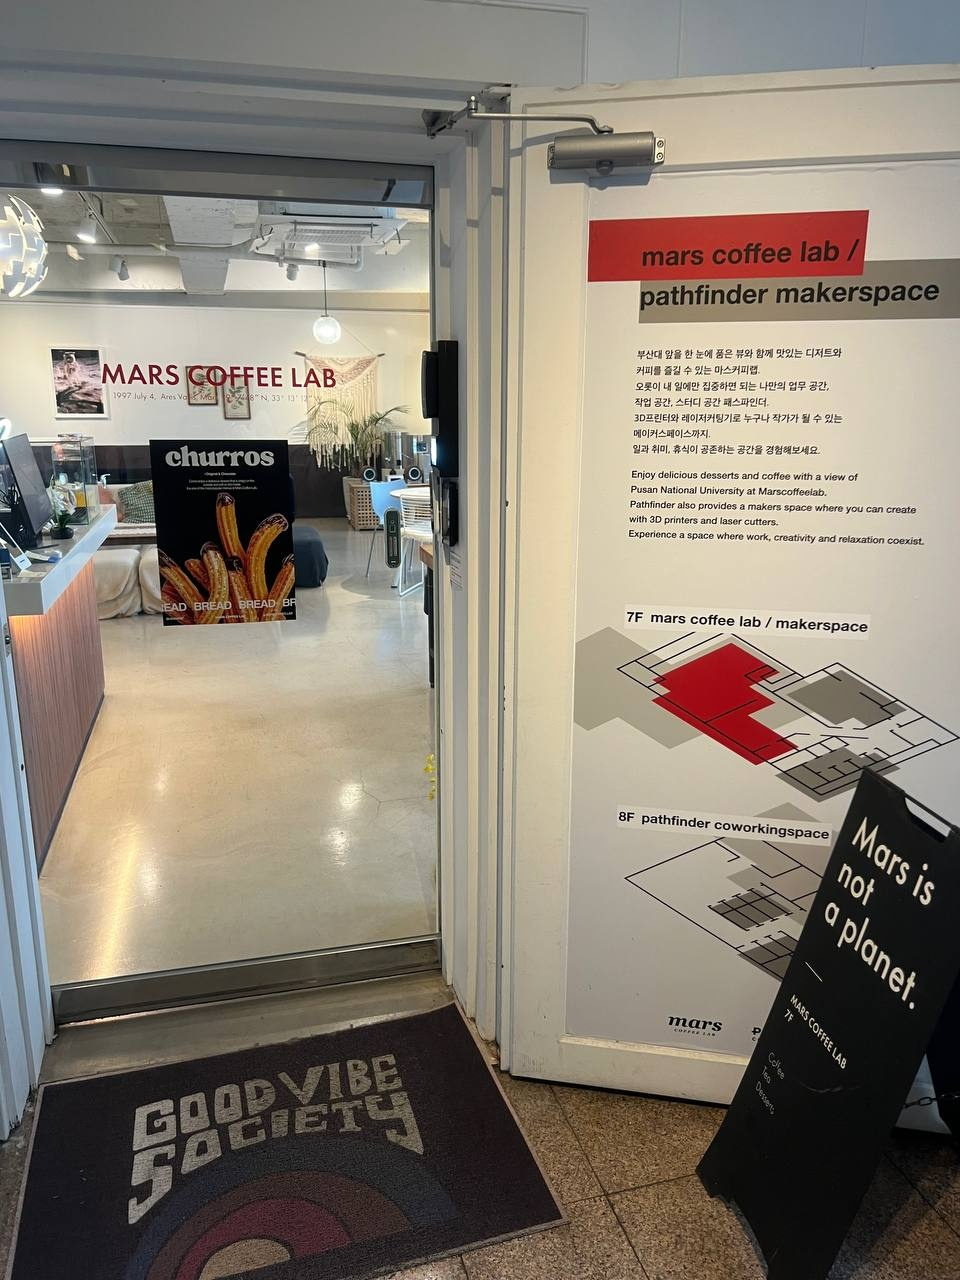 mars coffee lab /
pathfinder makerspace
부산대 앞을 한 눈에 품은 뷰와 함께 맛있는 디저트와
커피를 즐길 수 있는 마스커피랩.
오롯이 내 일에만 집중하면 되는 나만의 업무 공간,
작업 공간, 스터디 공간 패스파인더.
3D프린터와 레이저커팅기로 누구나 작가가 될 수 있는
메이커스페이스까지.
일과 취미, 휴식이 공존하는 공간을 경험해보세요.
Enjoy delicious desserts and coffee with a view of
Pusan National University at Marscoffeelab.
Pathfinder also provides a makers space where you can create
with 3D printers and laser cutters.
Experience a space where work, creativity and relaxation coexist.
7F mars coffee lab / makerspace
8F pathfinder coworkingspace
mars
COFFEE LAB
MARS COFFEE LAB
1997 July 4, Ares
churros
BREAD BREAD
Mars is
not
a planet.
MARS COFFEE LAB
7F
Coffee
Tea
Desserts
GOOD VIBE
SOCIETY